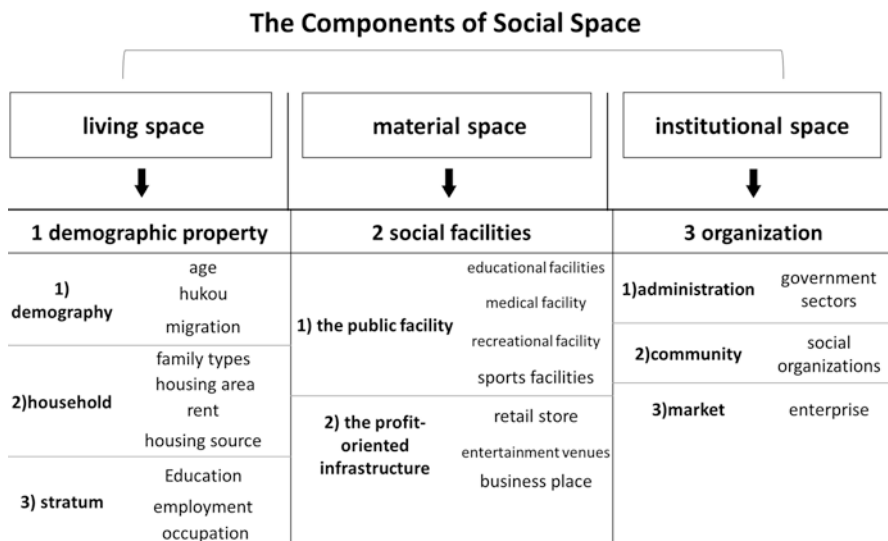 The Components of Social Space
living space
material space
institutional space
1 demographic property
2 social facilities
3 organization
1)
demography
age
hukou
migration
2)household
family types
housing area
rent
housing source
3) stratum
Education
employment
occupation
1) the public facility
educational facilities
medical facility
recreational facility
sports facilities
2) the profit-
oriented
infrastructure
retail store
entertainment venues
business place
1)administration
government
sectors
2)community
social
organizations
3)market
enterprise